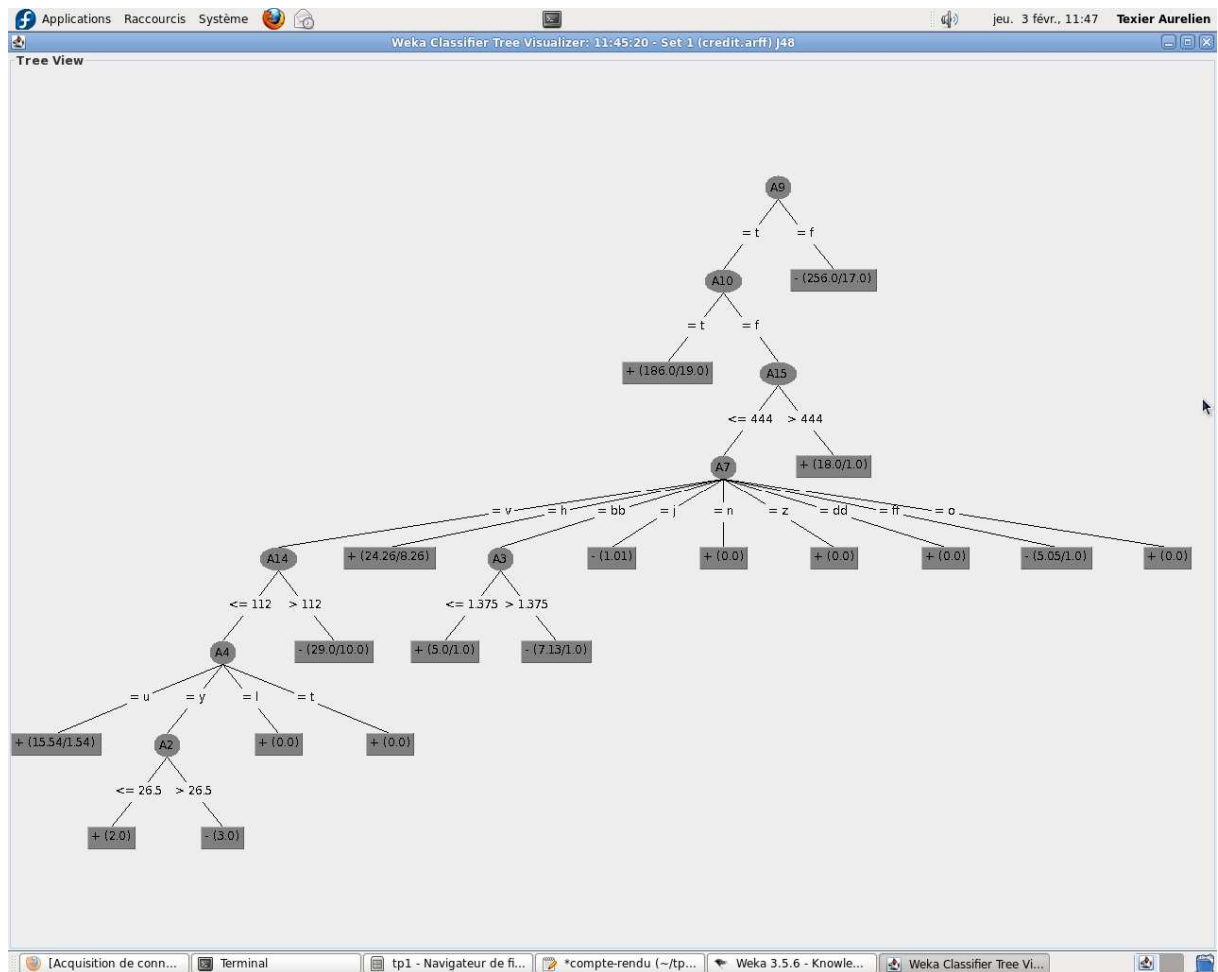 Applications Raccourcis Système jeu. 3 févr., 11:47 Texier Aurelien
Weka Classifier Tree Visualizer: 11:45:20 - Set 1 (credit.arff) J48
Tree View
A9
= t = f
A10 - (256.0/17.0)
= t = f
+ (186.0/19.0) A15
<= 444 > 444
A7 + (18.0/1.0)
= v = h = bb = j = n = z = dd = ff = o
A14 + (24.26/8.26) A3 - (1.01) + (0.0) + (0.0) + (0.0) - (5.05/1.0) + (0.0)
<= 112 > 112 <= 1.375 > 1.375
A4 - (29.0/10.0) + (5.0/1.0) - (7.13/1.0)
= u = y = l = t
+ (15.54/1.54) A2 + (0.0) + (0.0)
<= 26.5 > 26.5
+ (2.0) - (3.0)
[Acquisition de conn... Terminal tp1 - Navigateur de fi... *compte-rendu (~/tp... Weka 3.5.6 - Knowle... Weka Classifier Tree Vi...